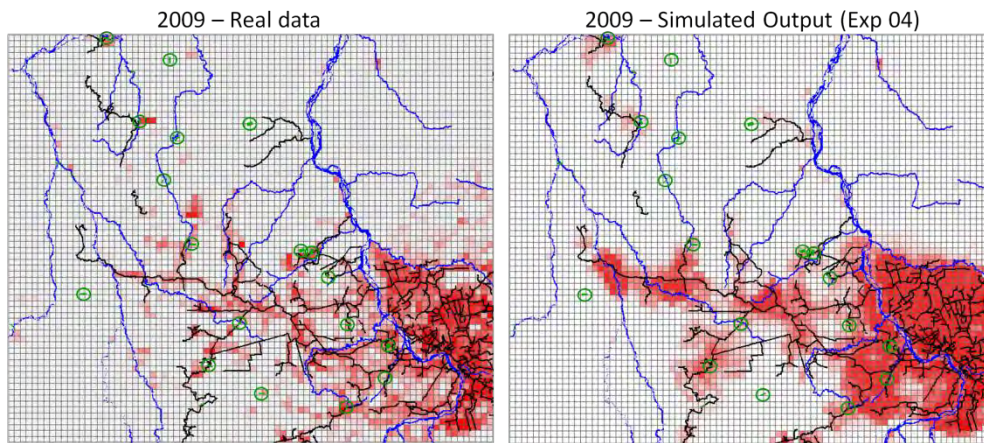 2009 – Real data
2009 – Simulated Output (Exp 04)